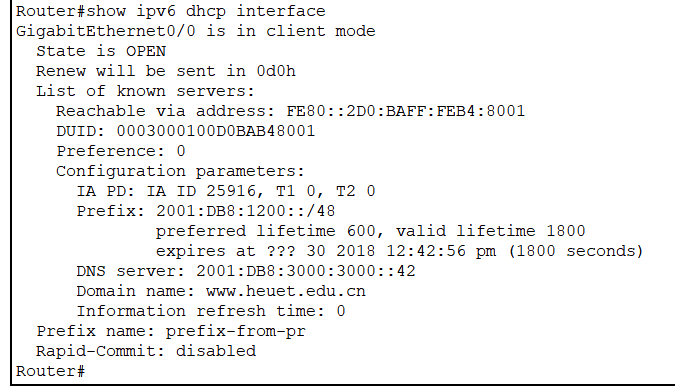 Router#show ipv6 dhcp interface
GigabitEthernet0/0 is in client mode
State is OPEN
Renew will be sent in 0d0h
List of known servers:
Reachable via address: FE80::2D0:BAFF:FEB4:8001
DUID: 0003000100D0BAB48001
Preference: 0
Configuration parameters:
IA PD: IA ID 25916, T1 0, T2 0
Prefix: 2001:DB8:1200::/48
preferred lifetime 600, valid lifetime 1800
expires at ??? 30 2018 12:42:56 pm (1800 seconds)
DNS server: 2001:DB8:3000:3000::42
Domain name: www.heuet.edu.cn
Information refresh time: 0
Prefix name: prefix-from-pr
Rapid-Commit: disabled
Router#